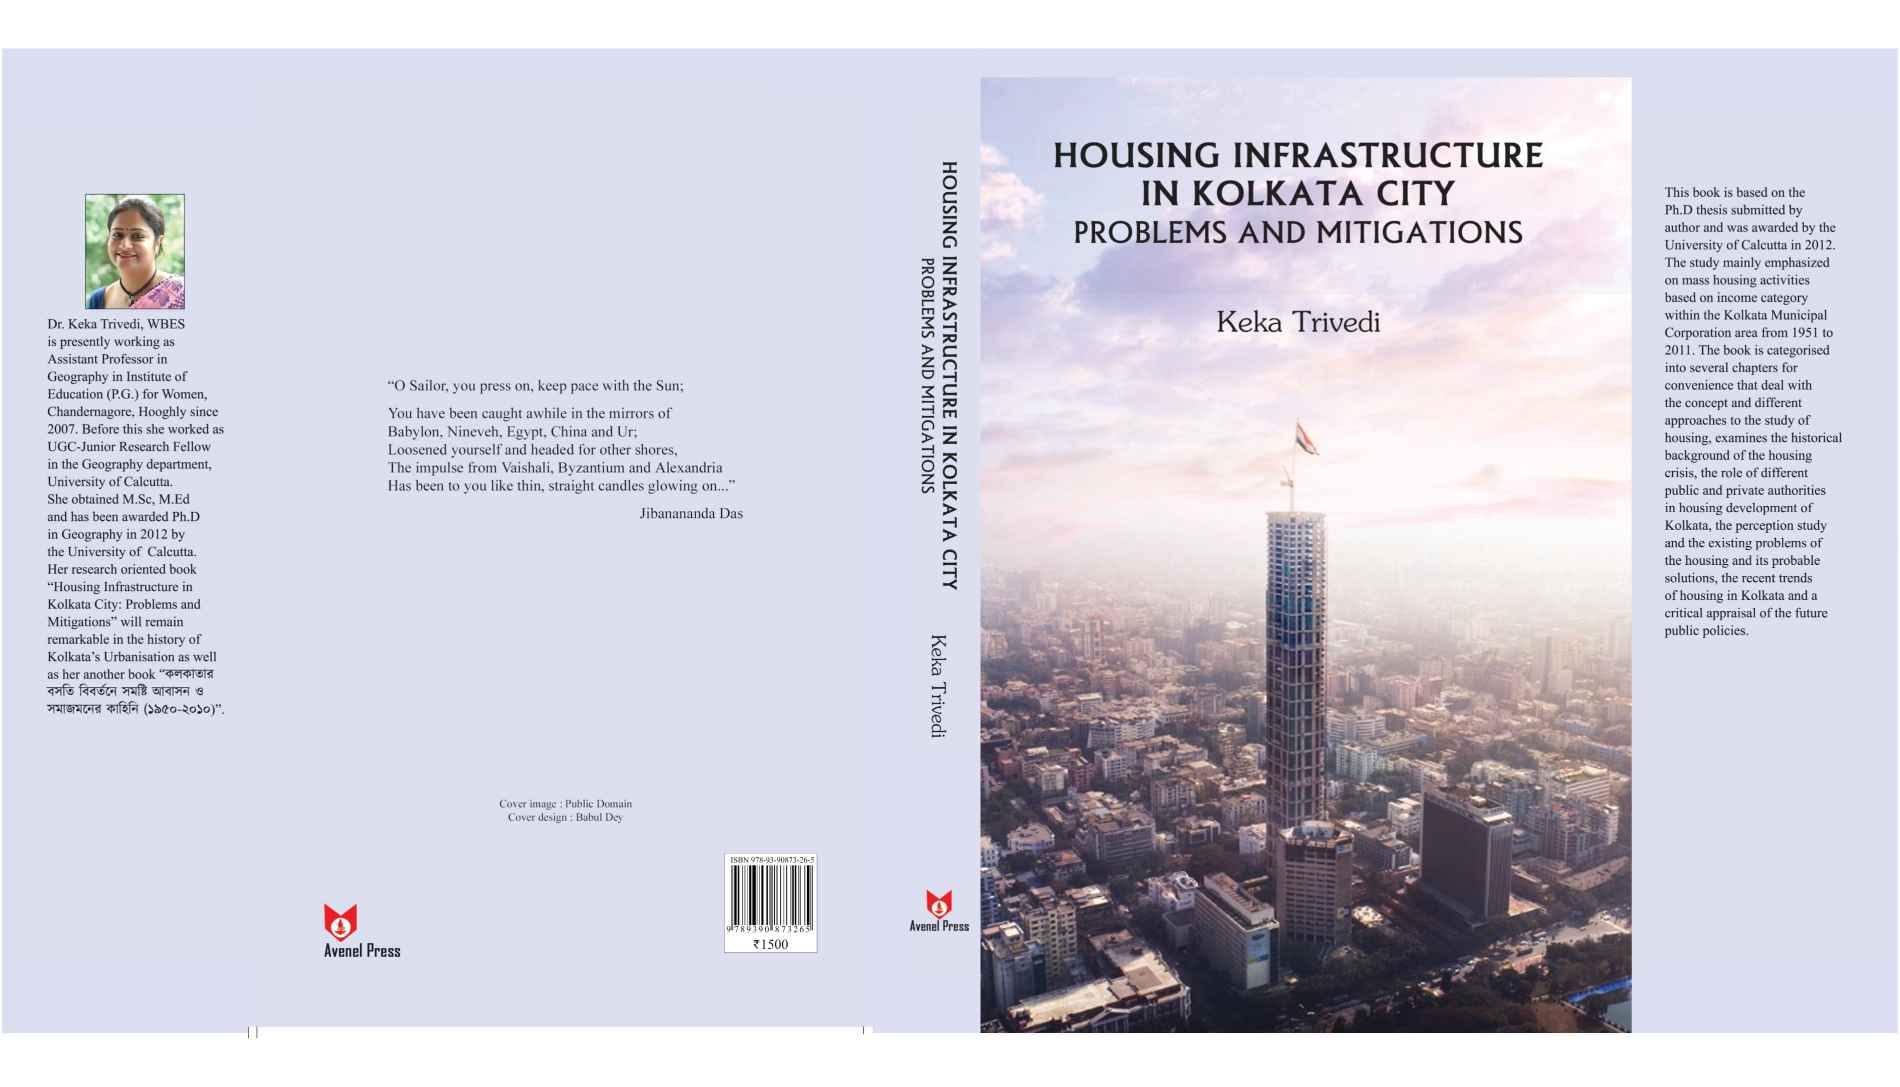 Dr. Keka Trivedi, WBES
is presently working as
Assistant Professor in
Geography in Institute of
Education (P.G.) for Women,
Chandernagore, Hooghly since
2007. Before this she worked as
UGC-Junior Research Fellow
in the Geography department,
University of Calcutta.
She obtained M.Sc, M.Ed
and has been awarded Ph.D
in Geography in 2012 by
the University of Calcutta.
Her research oriented book
“Housing Infrastructure in
Kolkata City: Problems and
Mitigations” will remain
remarkable in the history of
Kolkata’s Urbanisation as well
as her another book “কলকাতার
বসতি বিবর্তনে সমষ্টি আবাসন ও
সমাজমনের কাহিনি (১৯৫০-২০১০)”.
“O Sailor, you press on, keep pace with the Sun;
You have been caught awhile in the mirrors of
Babylon, Nineveh, Egypt, China and Ur;
Loosened yourself and headed for other shores,
The impulse from Vaishali, Byzantium and Alexandria
Has been to you like thin, straight candles glowing on...”
Jibanananda Das
Cover image : Public Domain
Cover design : Babul Dey
Avenel Press
ISBN 978-93-90873-26-5
9 789390 873265
₹1500
HOUSING INFRASTRUCTURE IN KOLKATA CITY
PROBLEMS AND MITIGATIONS
Keka Trivedi
Avenel Press
HOUSING INFRASTRUCTURE
IN KOLKATA CITY
PROBLEMS AND MITIGATIONS
Keka Trivedi
This book is based on the
Ph.D thesis submitted by
author and was awarded by the
University of Calcutta in 2012.
The study mainly emphasized
on mass housing activities
based on income category
within the Kolkata Municipal
Corporation area from 1951 to
2011. The book is categorised
into several chapters for
convenience that deal with
the concept and different
approaches to the study of
housing, examines the historical
background of the housing
crisis, the role of different
public and private authorities
in housing development of
Kolkata, the perception study
and the existing problems of
the housing and its probable
solutions, the recent trends
of housing in Kolkata and a
critical appraisal of the future
public policies.